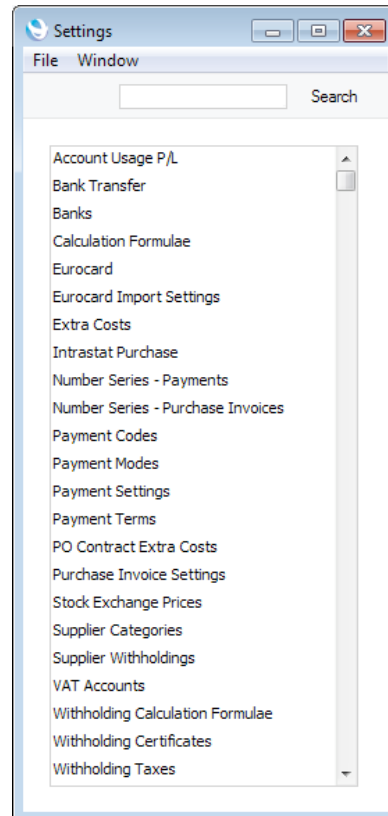 Settings
File Window
Search
Account Usage P/L
Bank Transfer
Banks
Calculation Formulae
Eurocard
Eurocard Import Settings
Extra Costs
Intrastat Purchase
Number Series - Payments
Number Series - Purchase Invoices
Payment Codes
Payment Modes
Payment Settings
Payment Terms
PO Contract Extra Costs
Purchase Invoice Settings
Stock Exchange Prices
Supplier Categories
Supplier Withholdings
VAT Accounts
Withholding Calculation Formulae
Withholding Certificates
Withholding Taxes